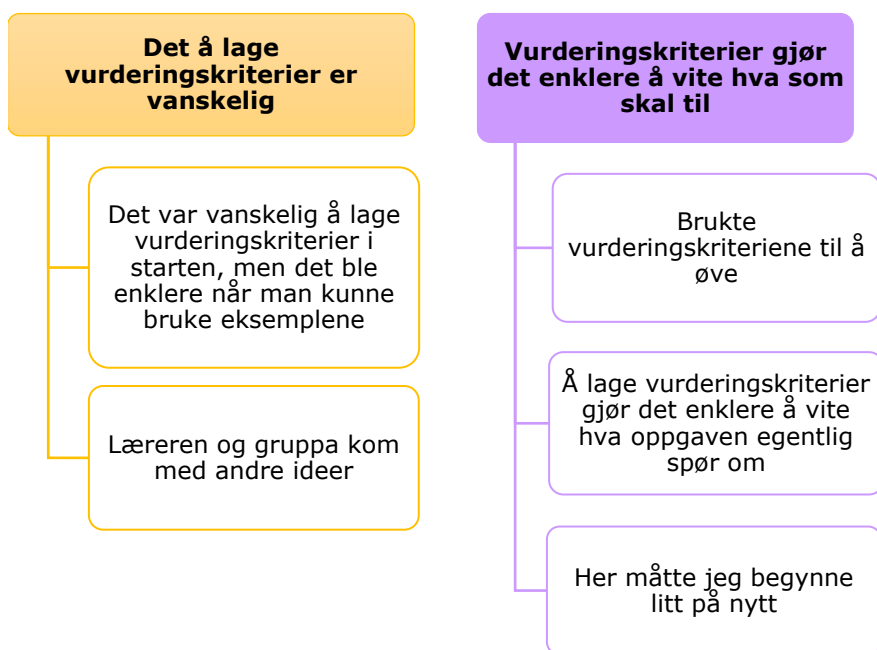 Det å lage
vurderingskriterier er
vanskelig
Det var vanskelig å lage
vurderingskriterier i
starten, men det ble
enklere når man kunne
bruke eksemplene
Læreren og gruppa kom
med andre ideer
Vurderingskriterier gjør
det enklere å vite hva som
skal til
Brukte
vurderingskriteriene til å
øve
Å lage vurderingskriterier
gjør det enklere å vite
hva oppgaven egentlig
spør om
Her måtte jeg begynne
litt på nytt